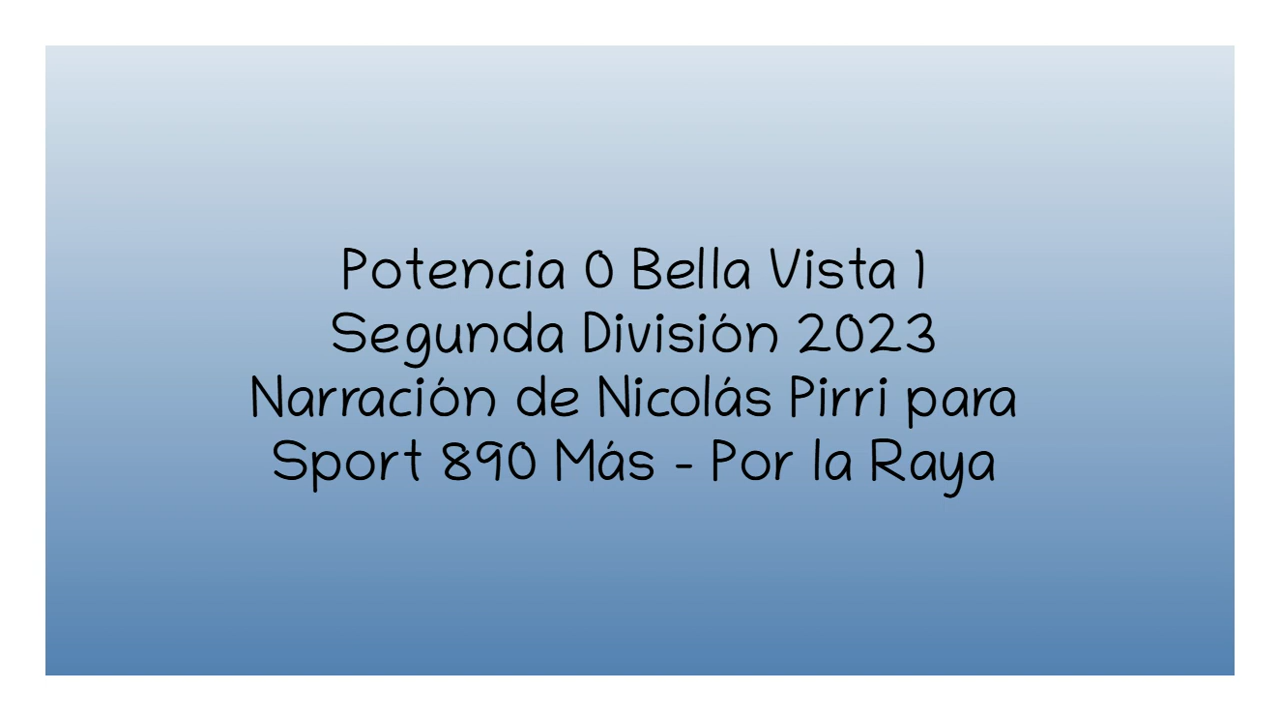 Potencia 0 Bella Vista 1
Segunda División 2023
Narración de Nicolás Pirri para
Sport 890 Más - Por la Raya